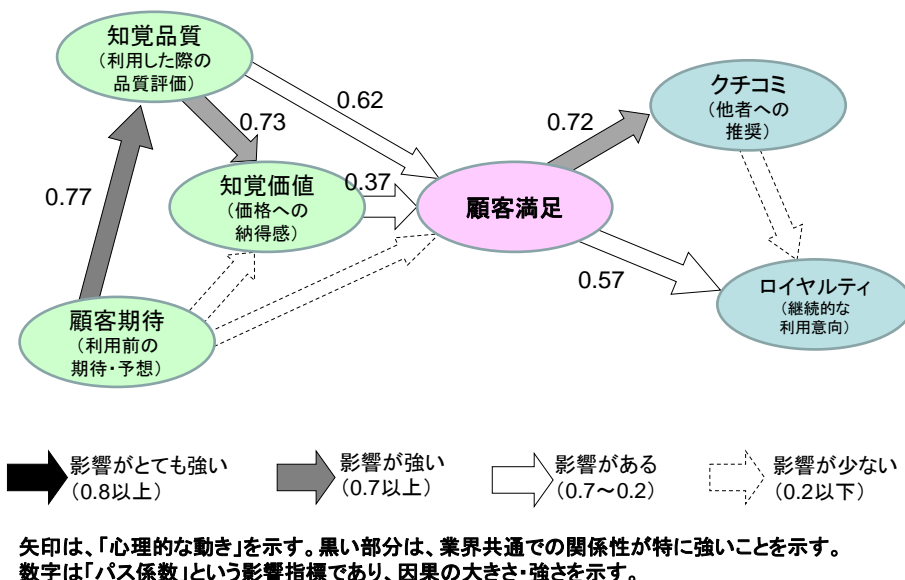 知覚品質
(利用した際の
品質評価)
0.62
クチコミ
(他者への
推奨)
0.72
0.73
0.77
知覚価値
(価格への
納得感)
0.37
顧客満足
0.57
ロイヤルティ
(継続的な
利用意向)
顧客期待
(利用前の
期待・予想)
影響がとても強い
(0.8以上)
影響が強い
(0.7以上)
影響がある
(0.7~0.2)
影響が少ない
(0.2以下)
矢印は、「心理的な動き」を示す。黒い部分は、業界共通での関係性が特に強いことを示す。
数字は「パス係数」という影響指標であり、因果の大きさ・強さを示す。